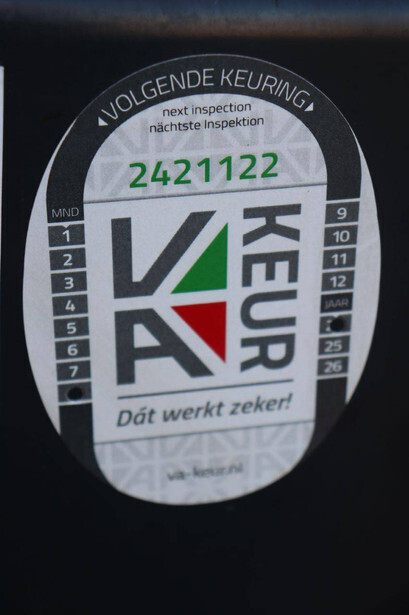 VOLGENDE KEURING
next inspection
nächtste Inspektion
2421122
MND
1
2
3
4
5
6
7
9
10
11
12
JAAR
25
26
VA
KEUR
Dát werkt zeker!
va-keur.nl